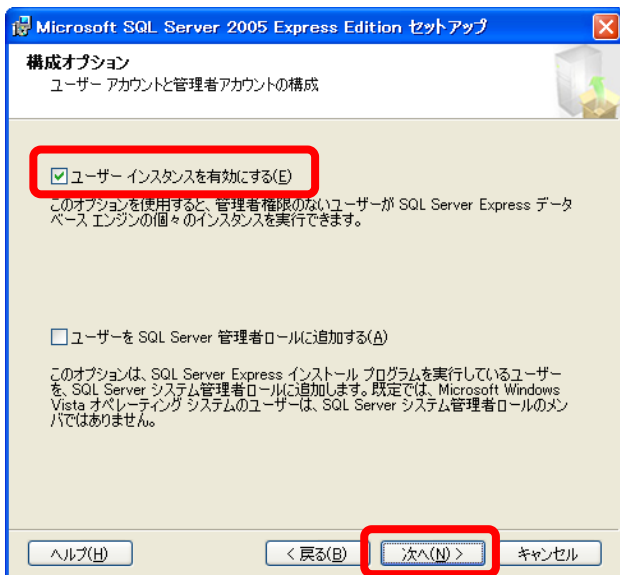 Microsoft SQL Server 2005 Express Edition セットアップ
構成オプション
ユーザー アカウントと管理者アカウントの構成
ユーザー インスタンスを有効にする(E)
このオプションを使用すると、管理者権限のないユーザーが SQL Server Express データ
ベース エンジンの個々のインスタンスを実行できます。
ユーザーを SQL Server 管理者ロールに追加する(A)
このオプションは、SQL Server Express インストール プログラムを実行しているユーザー
を、SQL Server システム管理者ロールに追加します。既定では、Microsoft Windows
Vista オペレーティング システムのユーザーは、SQL Server システム管理者ロールのメン
バではありません。
ヘルプ(H) < 戻る(B) 次へ(N) > キャンセル